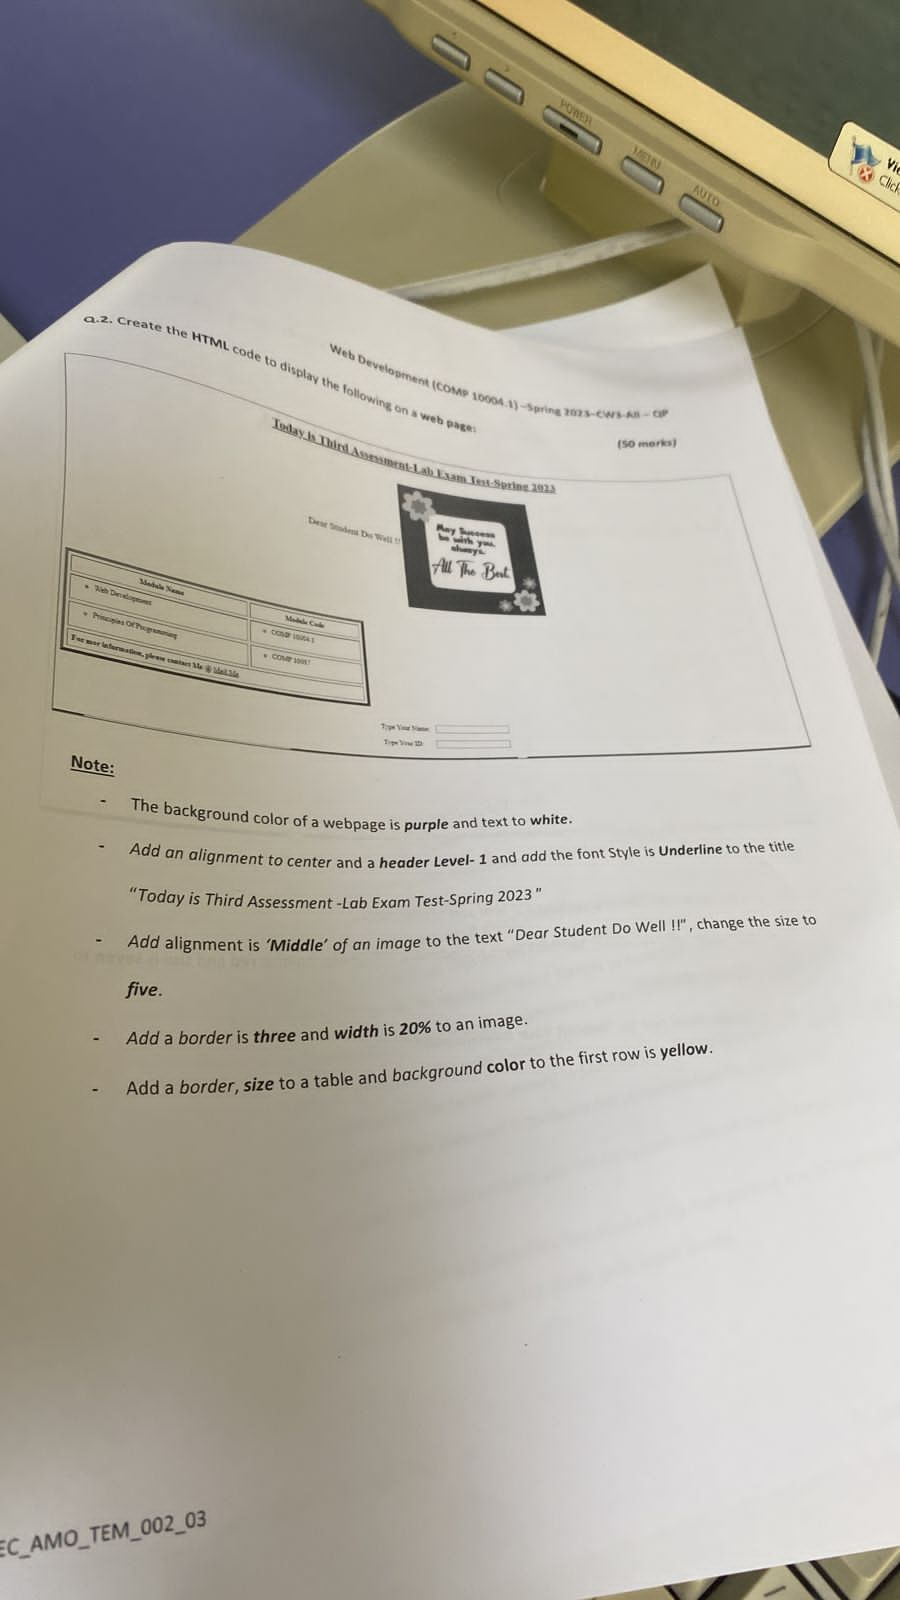 POWER
MENU
AUTO
Vie
Click
Web Development (COMP 10004.1) –Spring 2023–CW3-All – QP
Q.2. Create the HTML code to display the following on a web page:
(50 marks)
Today is Third Assessment-Lab Exam Test-Spring 2023
Dear Student Do Well !!
May Success
be with you,
always.
All The Best
Module Name
Module Code
Web Development
COMP 10004.1
Principles Of Programming
COMP
For mor information, please contact Me @ Mail Me
Type Your Name:
Type Your ID:
Note:
- The background color of a webpage is purple and text to white.
- Add an alignment to center and a header Level- 1 and add the font Style is Underline to the title
"Today is Third Assessment -Lab Exam Test-Spring 2023"
- Add alignment is 'Middle' of an image to the text "Dear Student Do Well !!", change the size to
five.
- Add a border is three and width is 20% to an image.
- Add a border, size to a table and background color to the first row is yellow.
EC_AMO_TEM_002_03